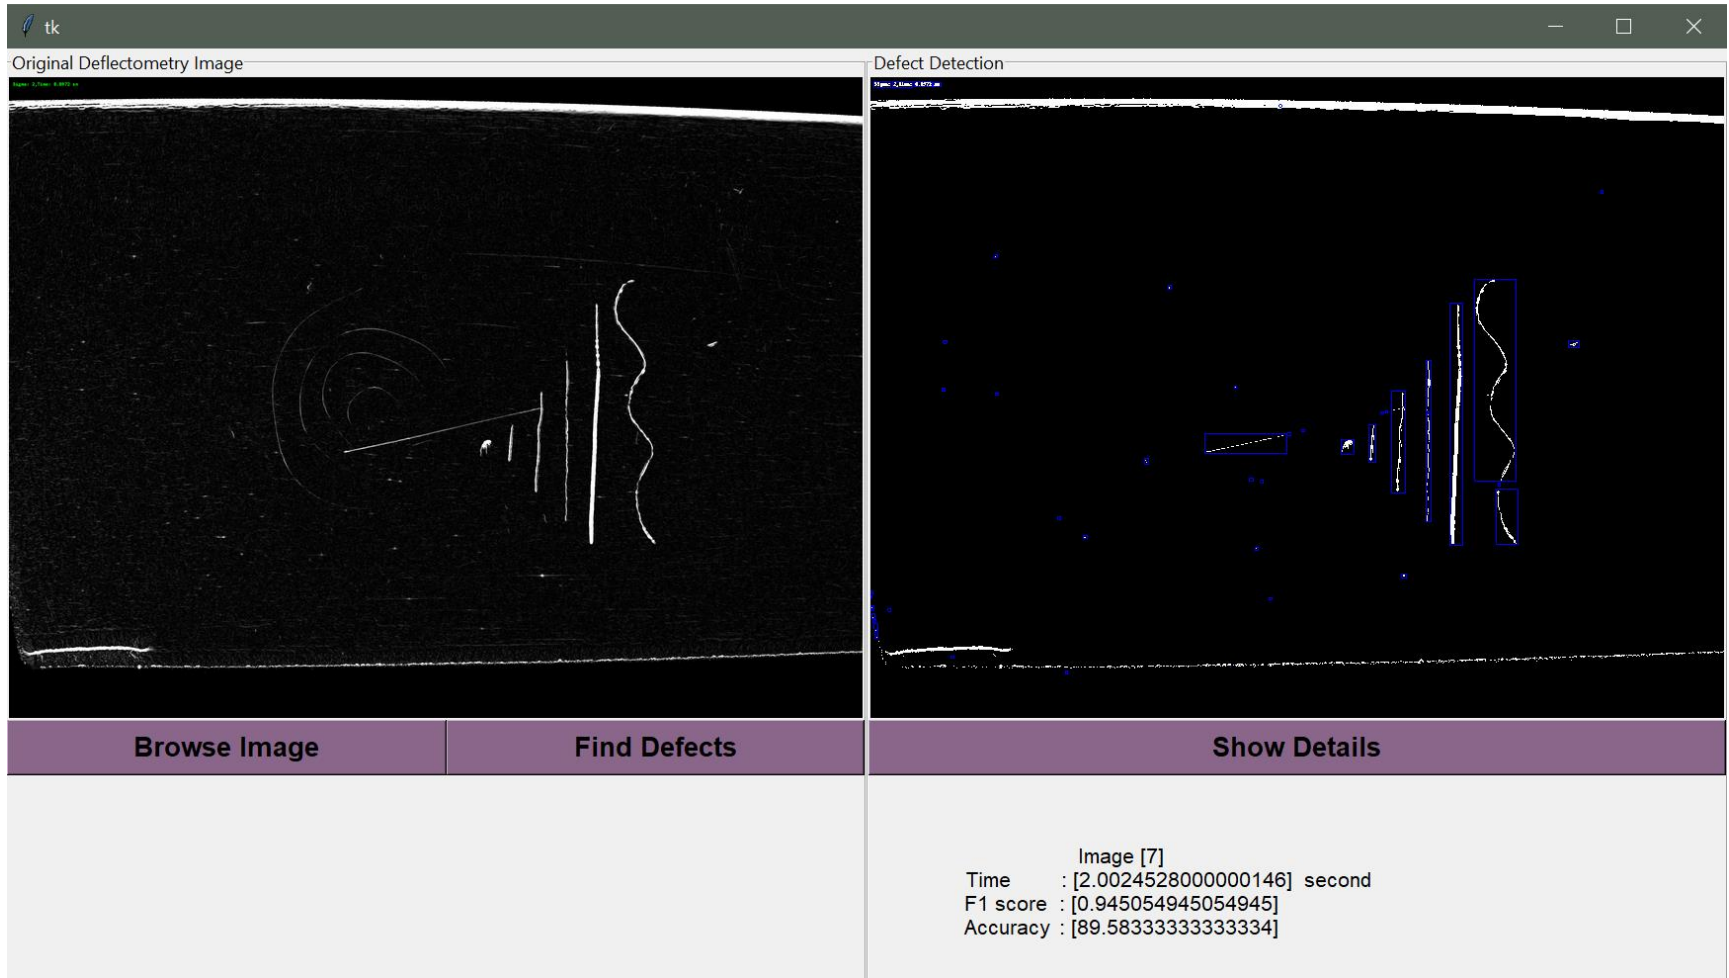 tk
Original Deflectometry Image
Defect Detection
Browse Image
Find Defects
Show Details
Image [7]
Time : [2.0024528000000146] second
F1 score : [0.945054945054945]
Accuracy : [89.58333333333334]